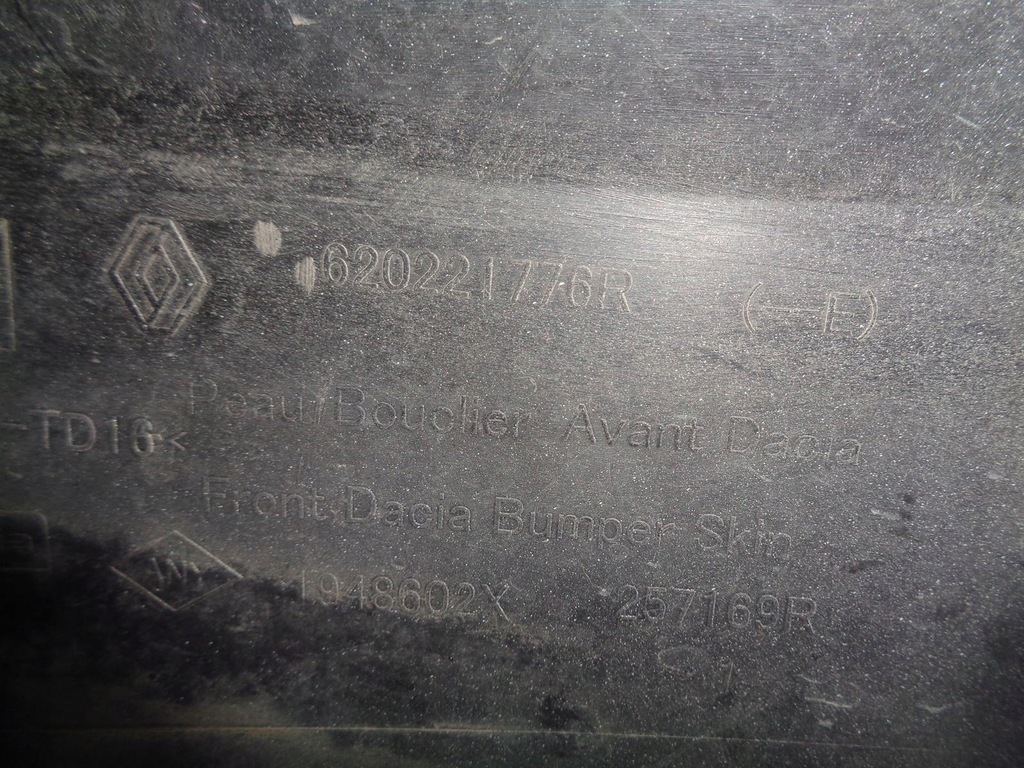 620221776R (—E)
Peau/Bouclier Avant Dacia
-TD16<
Front Dacia Bumper Skin
1948602X 257169R